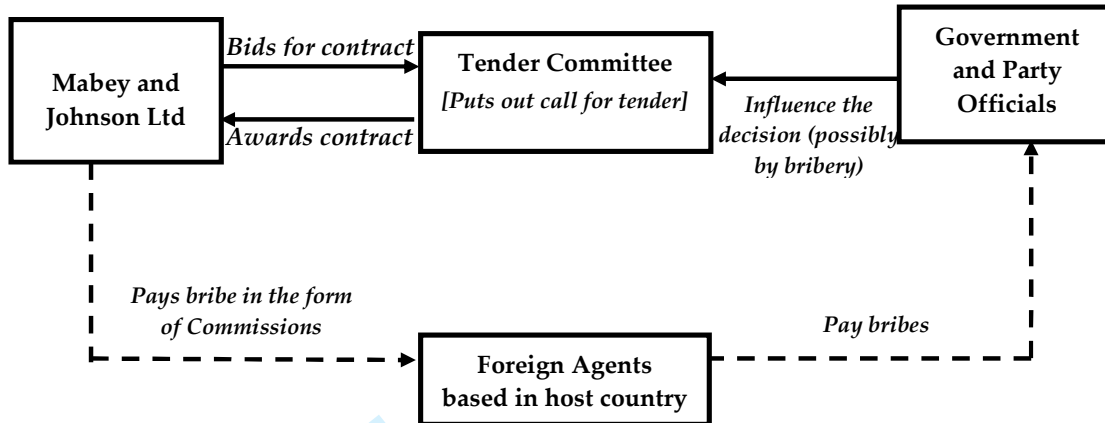 Mabey and
Johnson Ltd
Bids for contract
Awards contract
Tender Committee
[Puts out call for tender]
Government
and Party
Officials
Influence the
decision (possibly
by bribery)
Pays bribe in the form
of Commissions
Foreign Agents
based in host country
Pay bribes